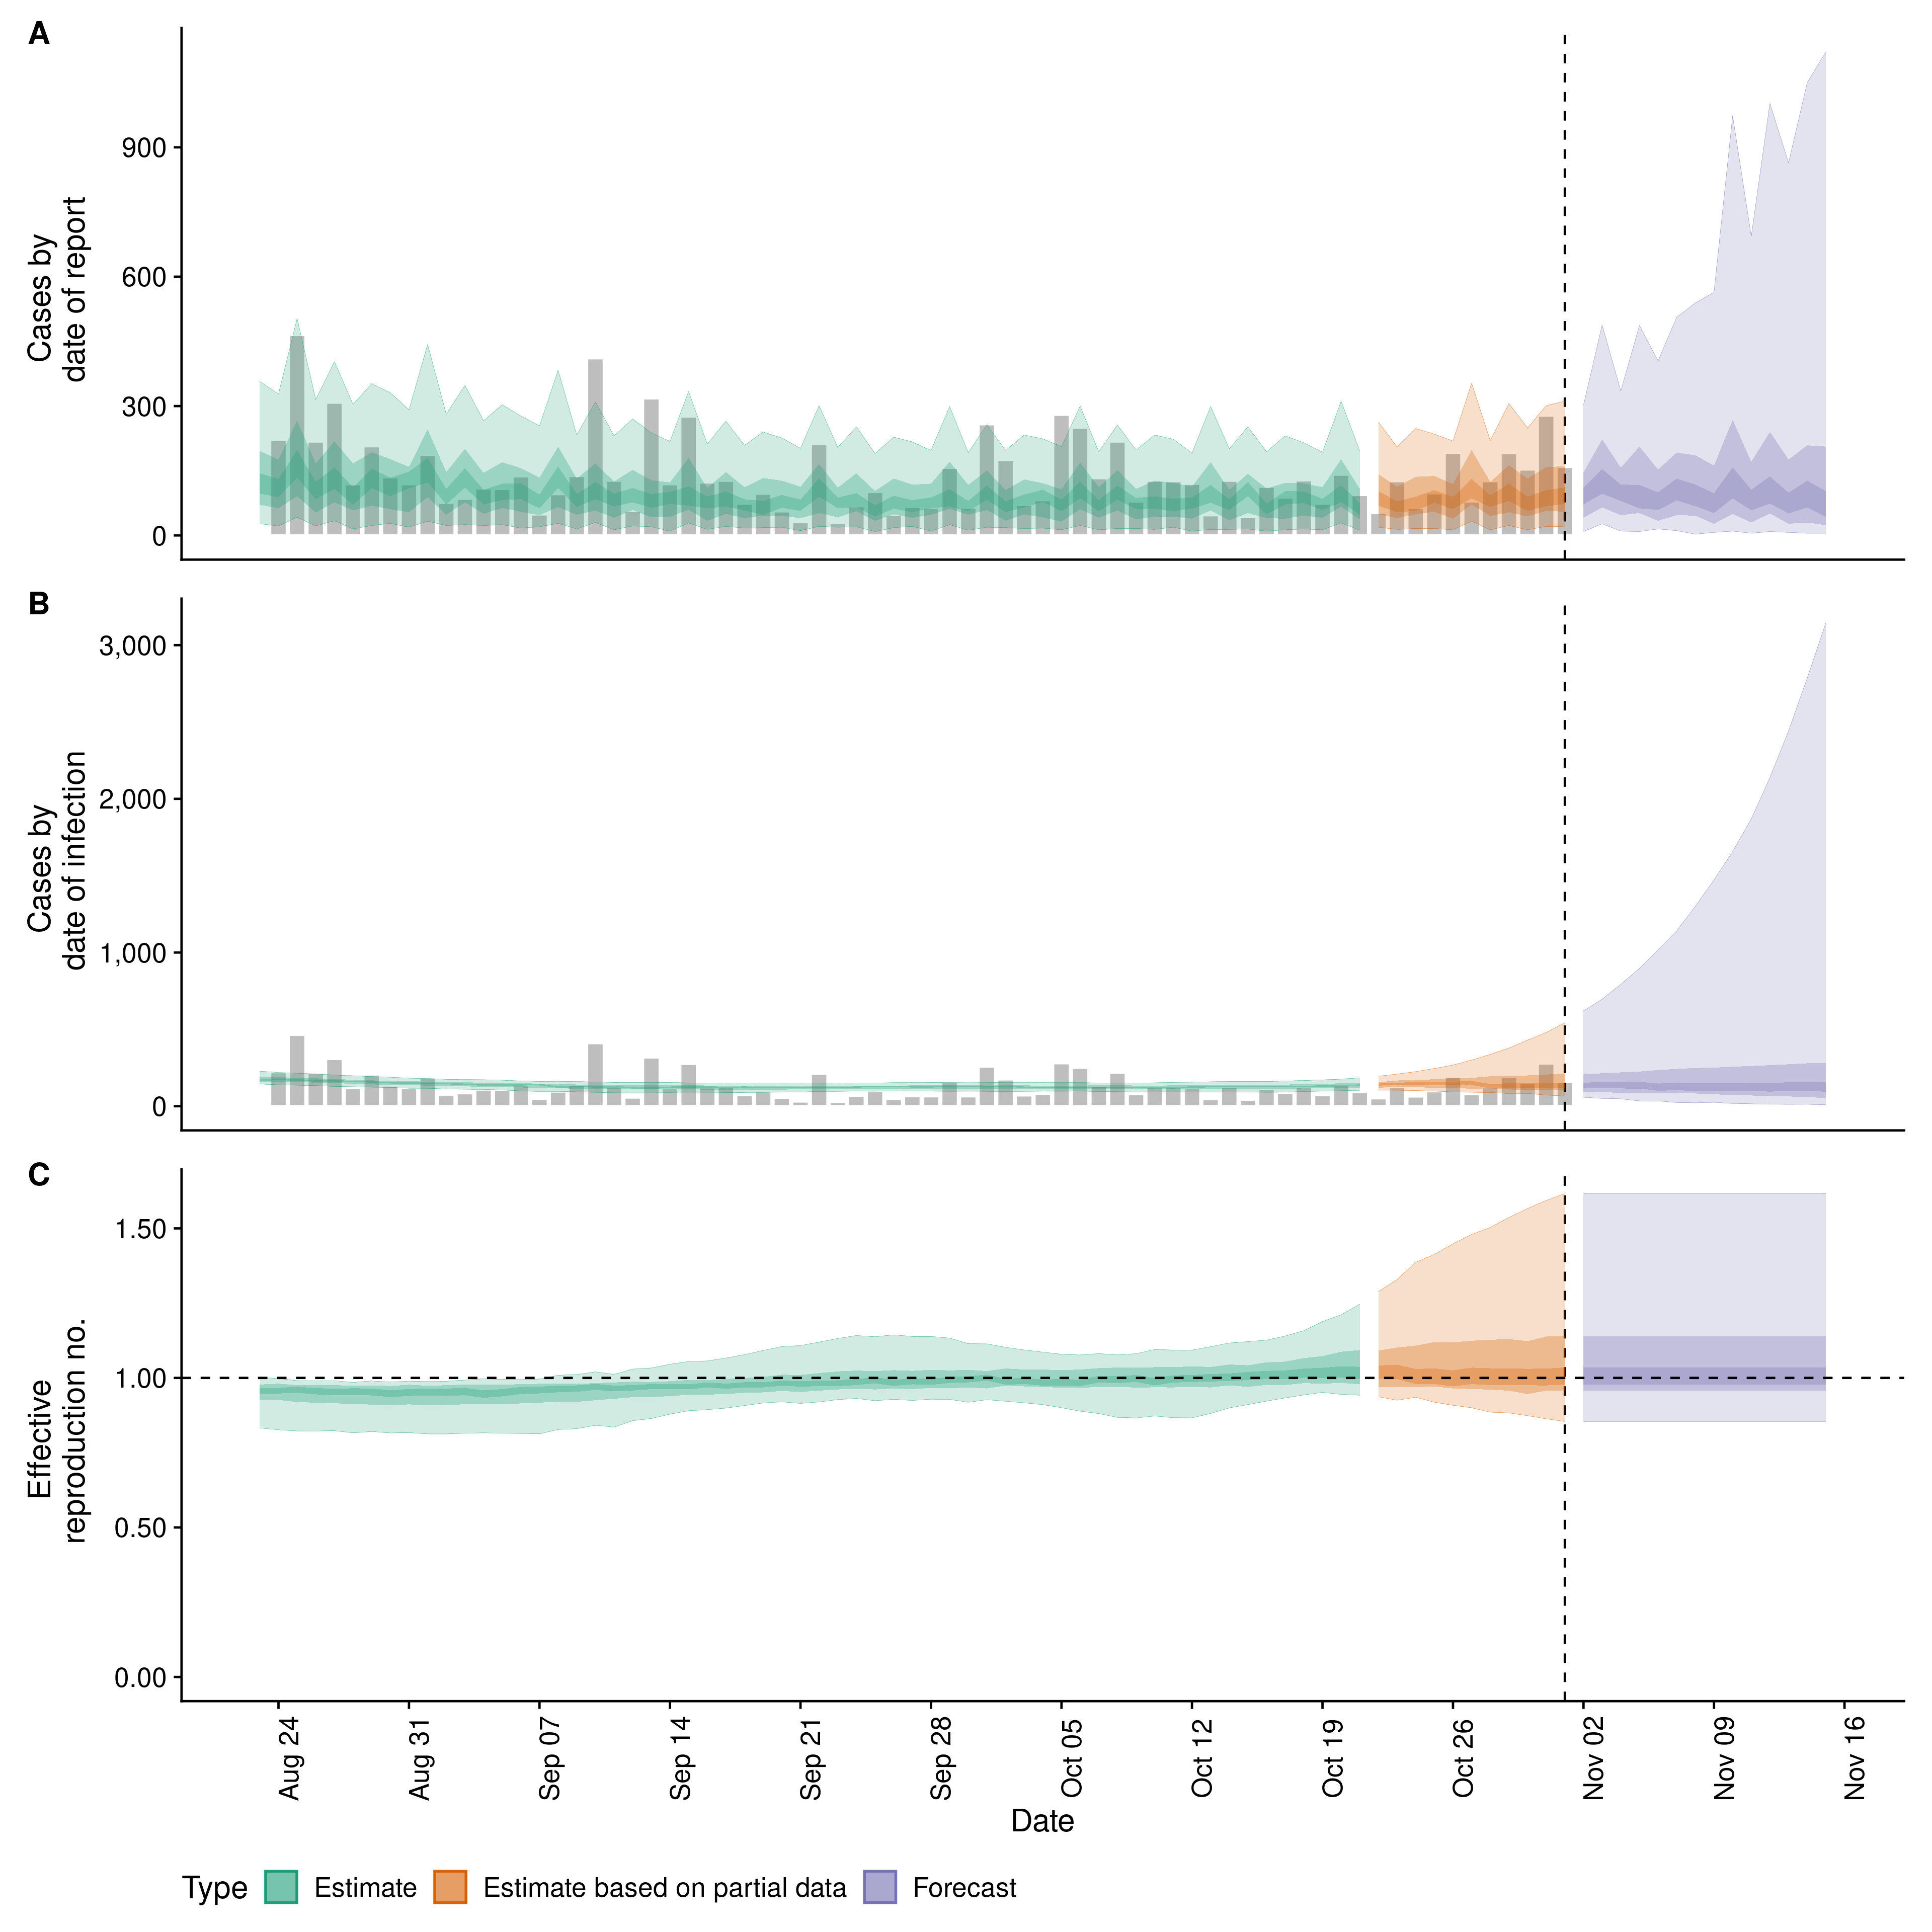 A
Cases by
date of report
900
600
300
0
B
Cases by
date of infection
3,000
2,000
1,000
0
C
Effective
reproduction no.
1.50
1.00
0.50
0.00
Aug 24
Aug 31
Sep 07
Sep 14
Sep 21
Sep 28
Oct 05
Oct 12
Oct 19
Oct 26
Nov 02
Nov 09
Nov 16
Date
Type Estimate Estimate based on partial data Forecast